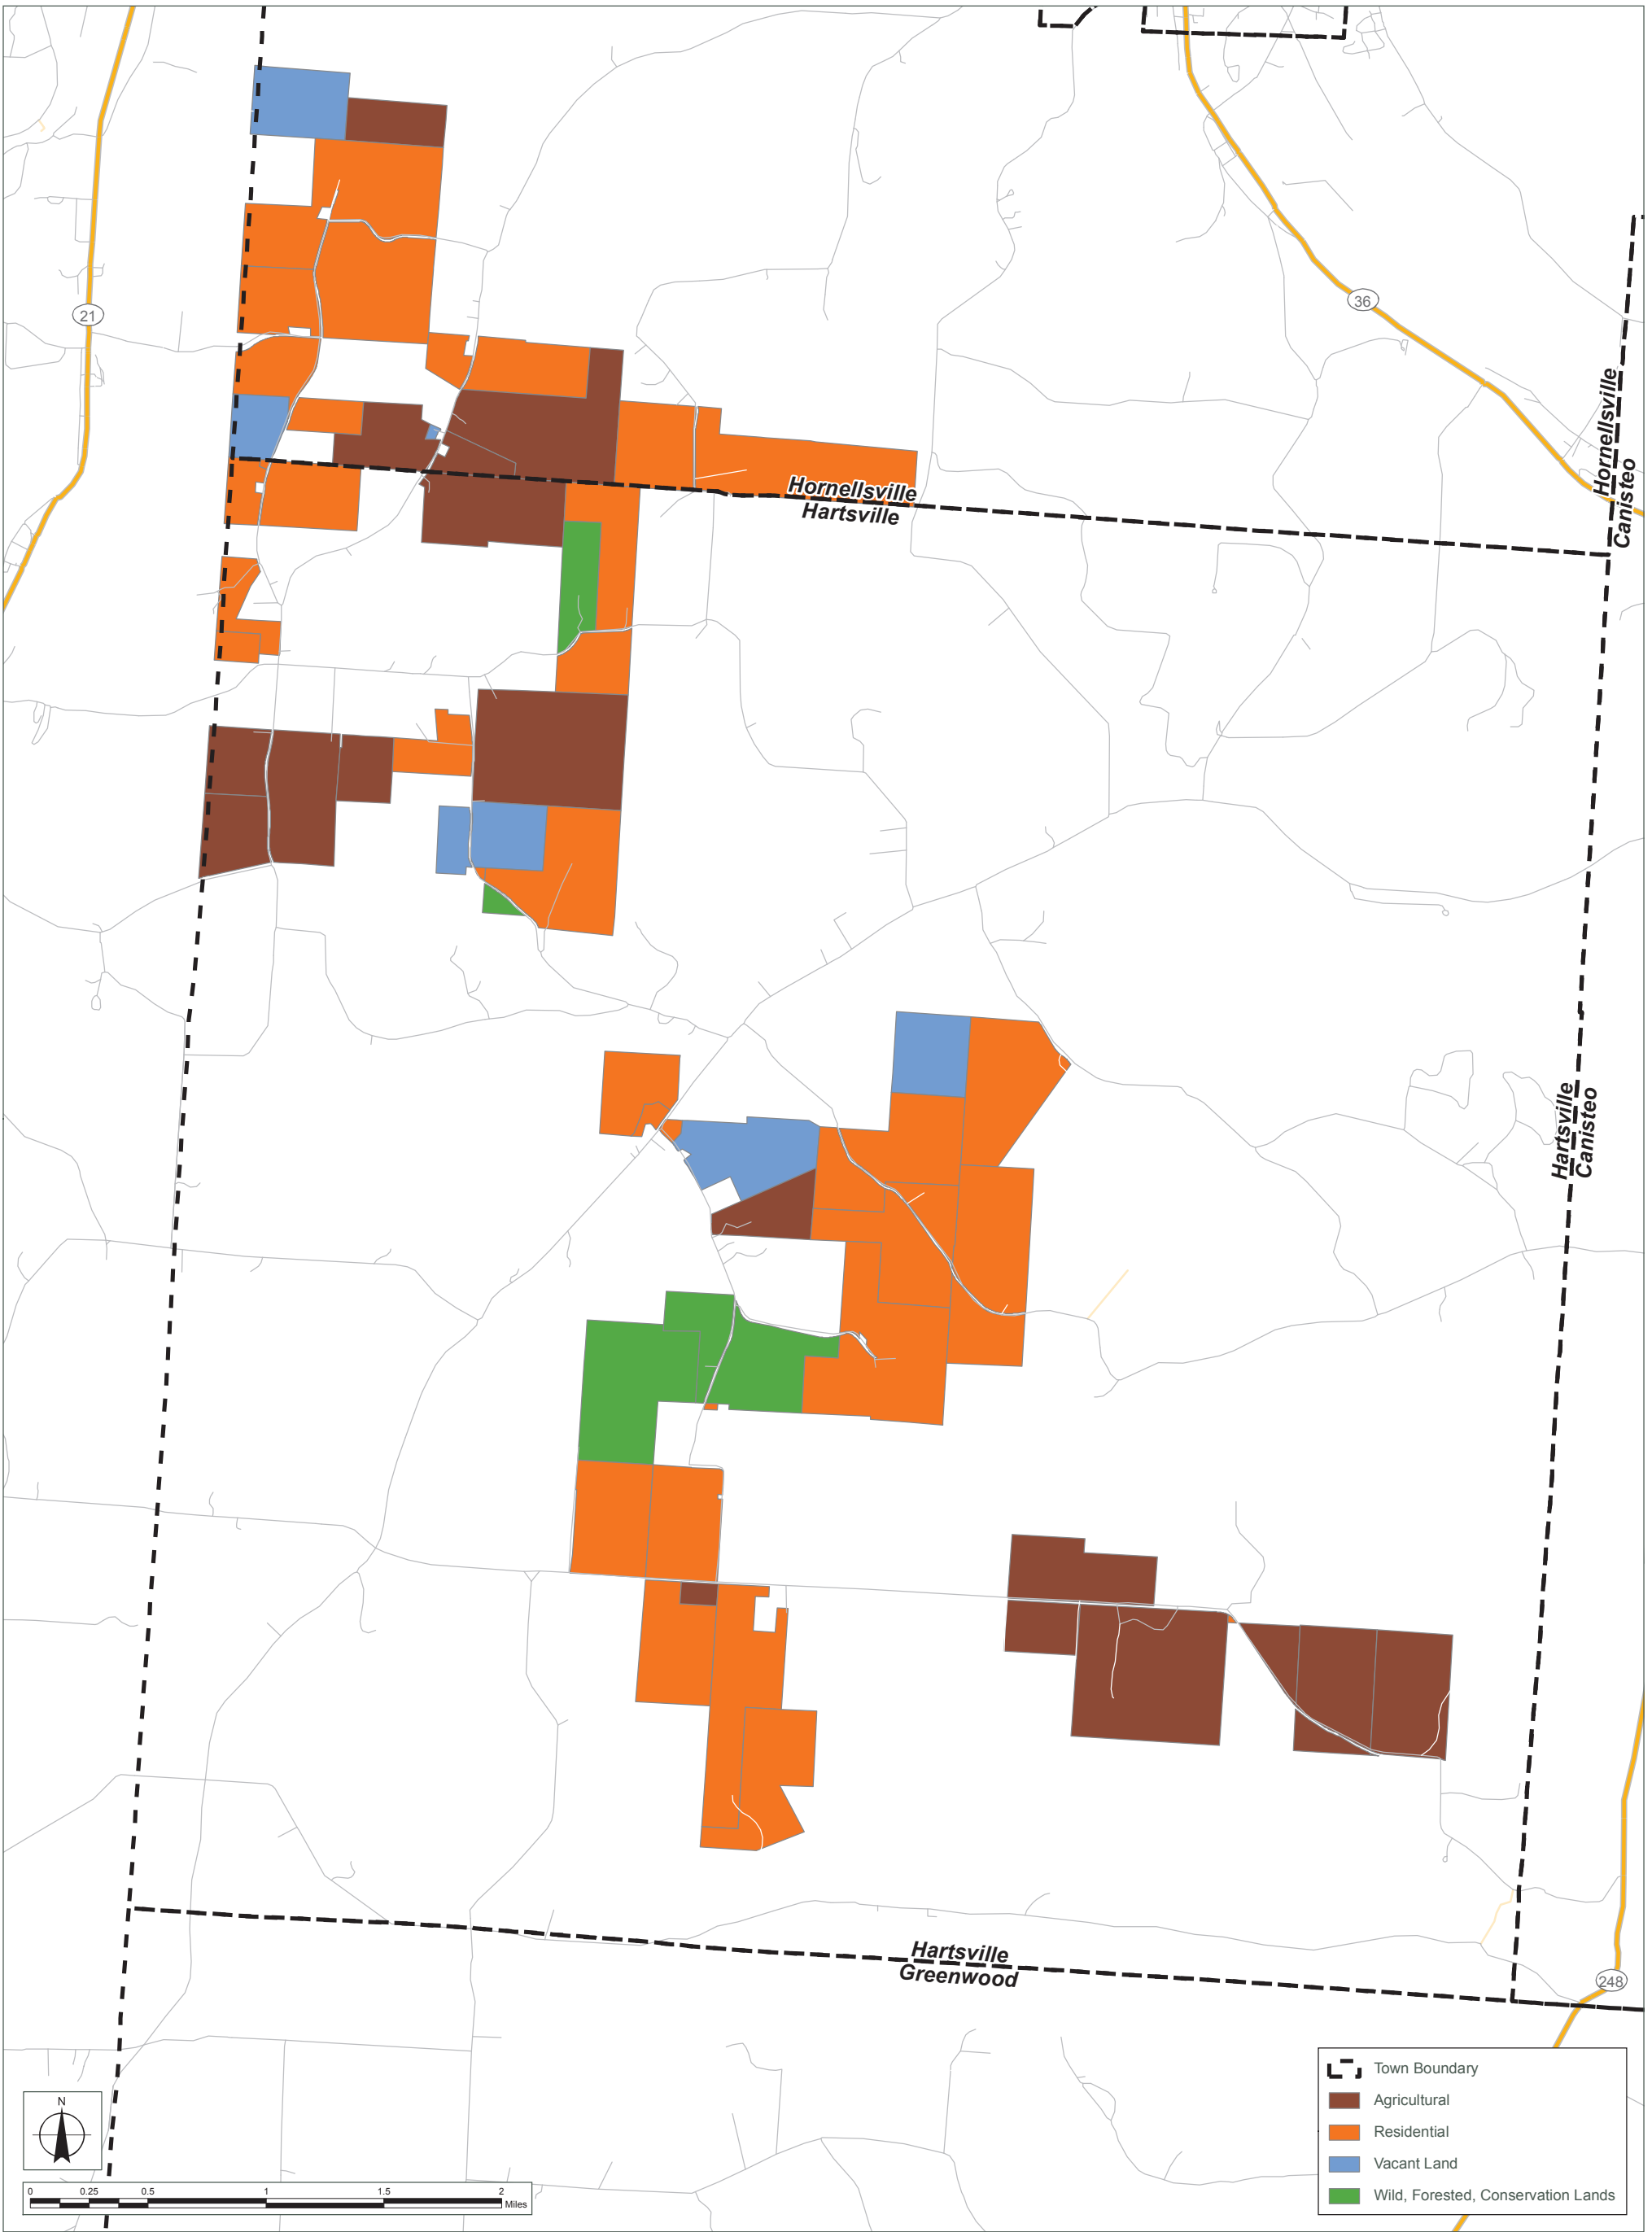 21
36
Hornellsville
Canisteo
Hornellsville
Hartsville
Hartsville
Canisteo
Hartsville
Greenwood
248
N
0 0.25 0.5 1 1.5 2
Miles
Town Boundary
Agricultural
Residential
Vacant Land
Wild, Forested, Conservation Lands